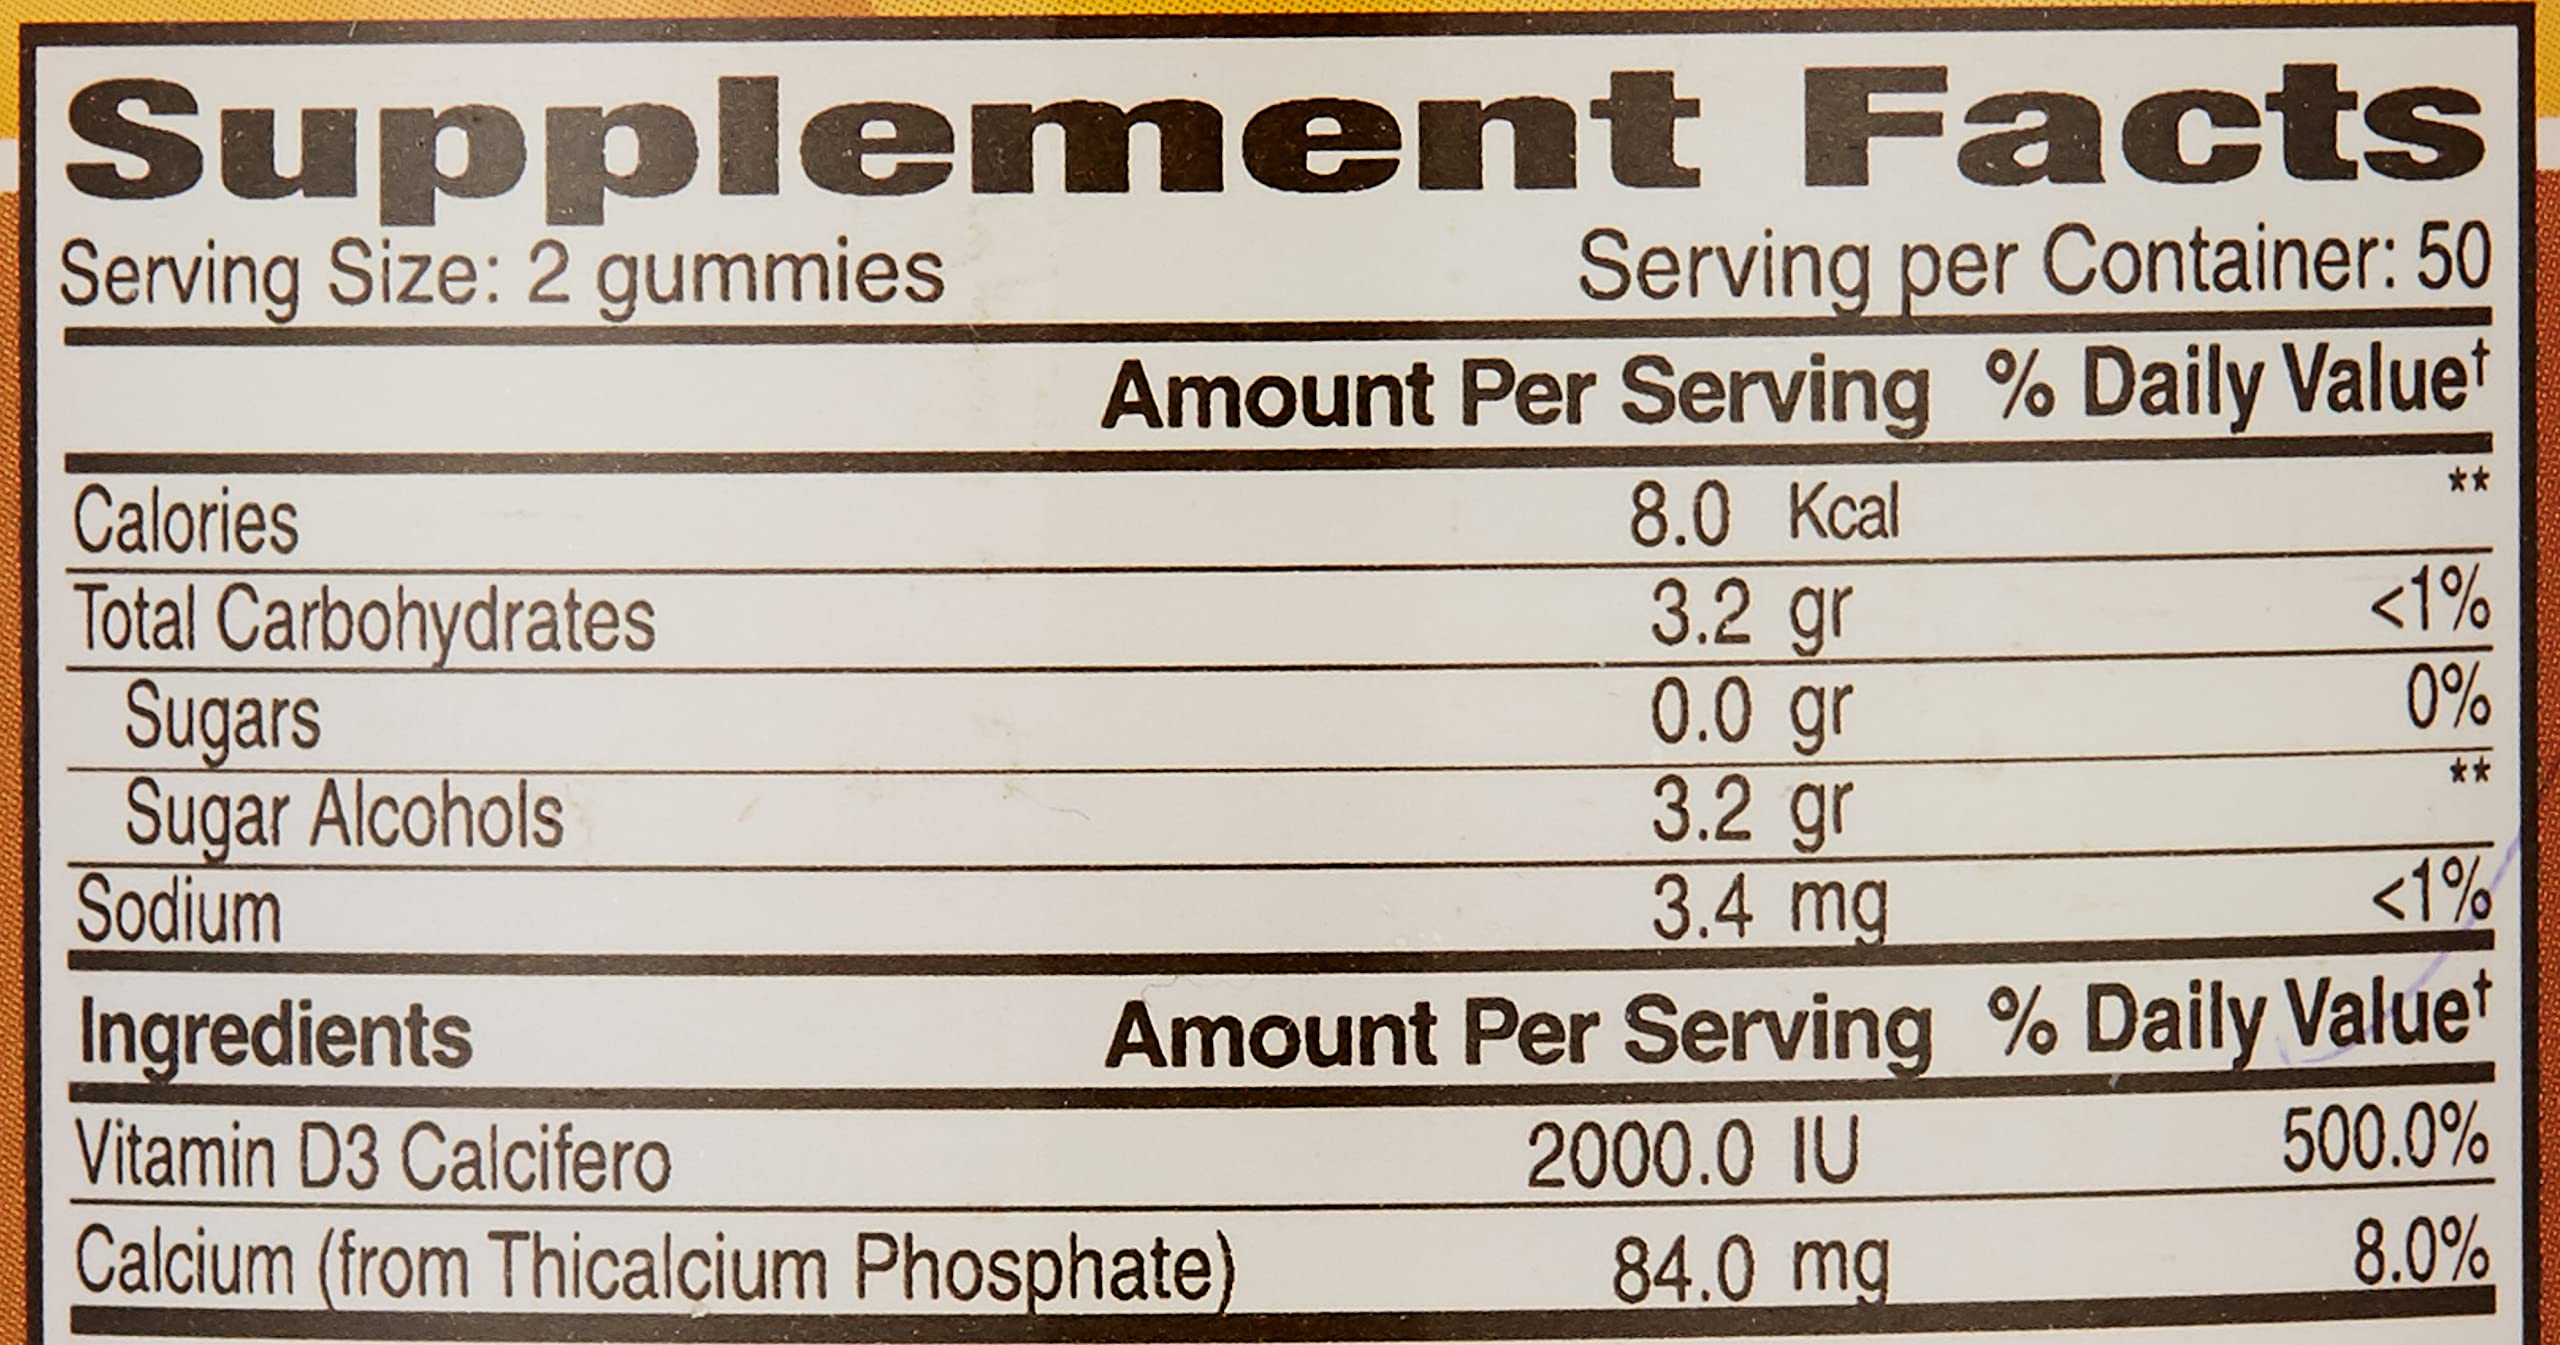 Supplement Facts
Serving Size: 2 gummies Serving per Container: 50
Amount Per Serving % Daily Value†
Calories 8.0 Kcal **
Total Carbohydrates 3.2 gr <1%
Sugars 0.0 gr 0%
Sugar Alcohols 3.2 gr **
Sodium 3.4 mg <1%
Ingredients Amount Per Serving % Daily Value†
Vitamin D3 Calcifero 2000.0 IU 500.0%
Calcium (from Thicalcium Phosphate) 84.0 mg 8.0%